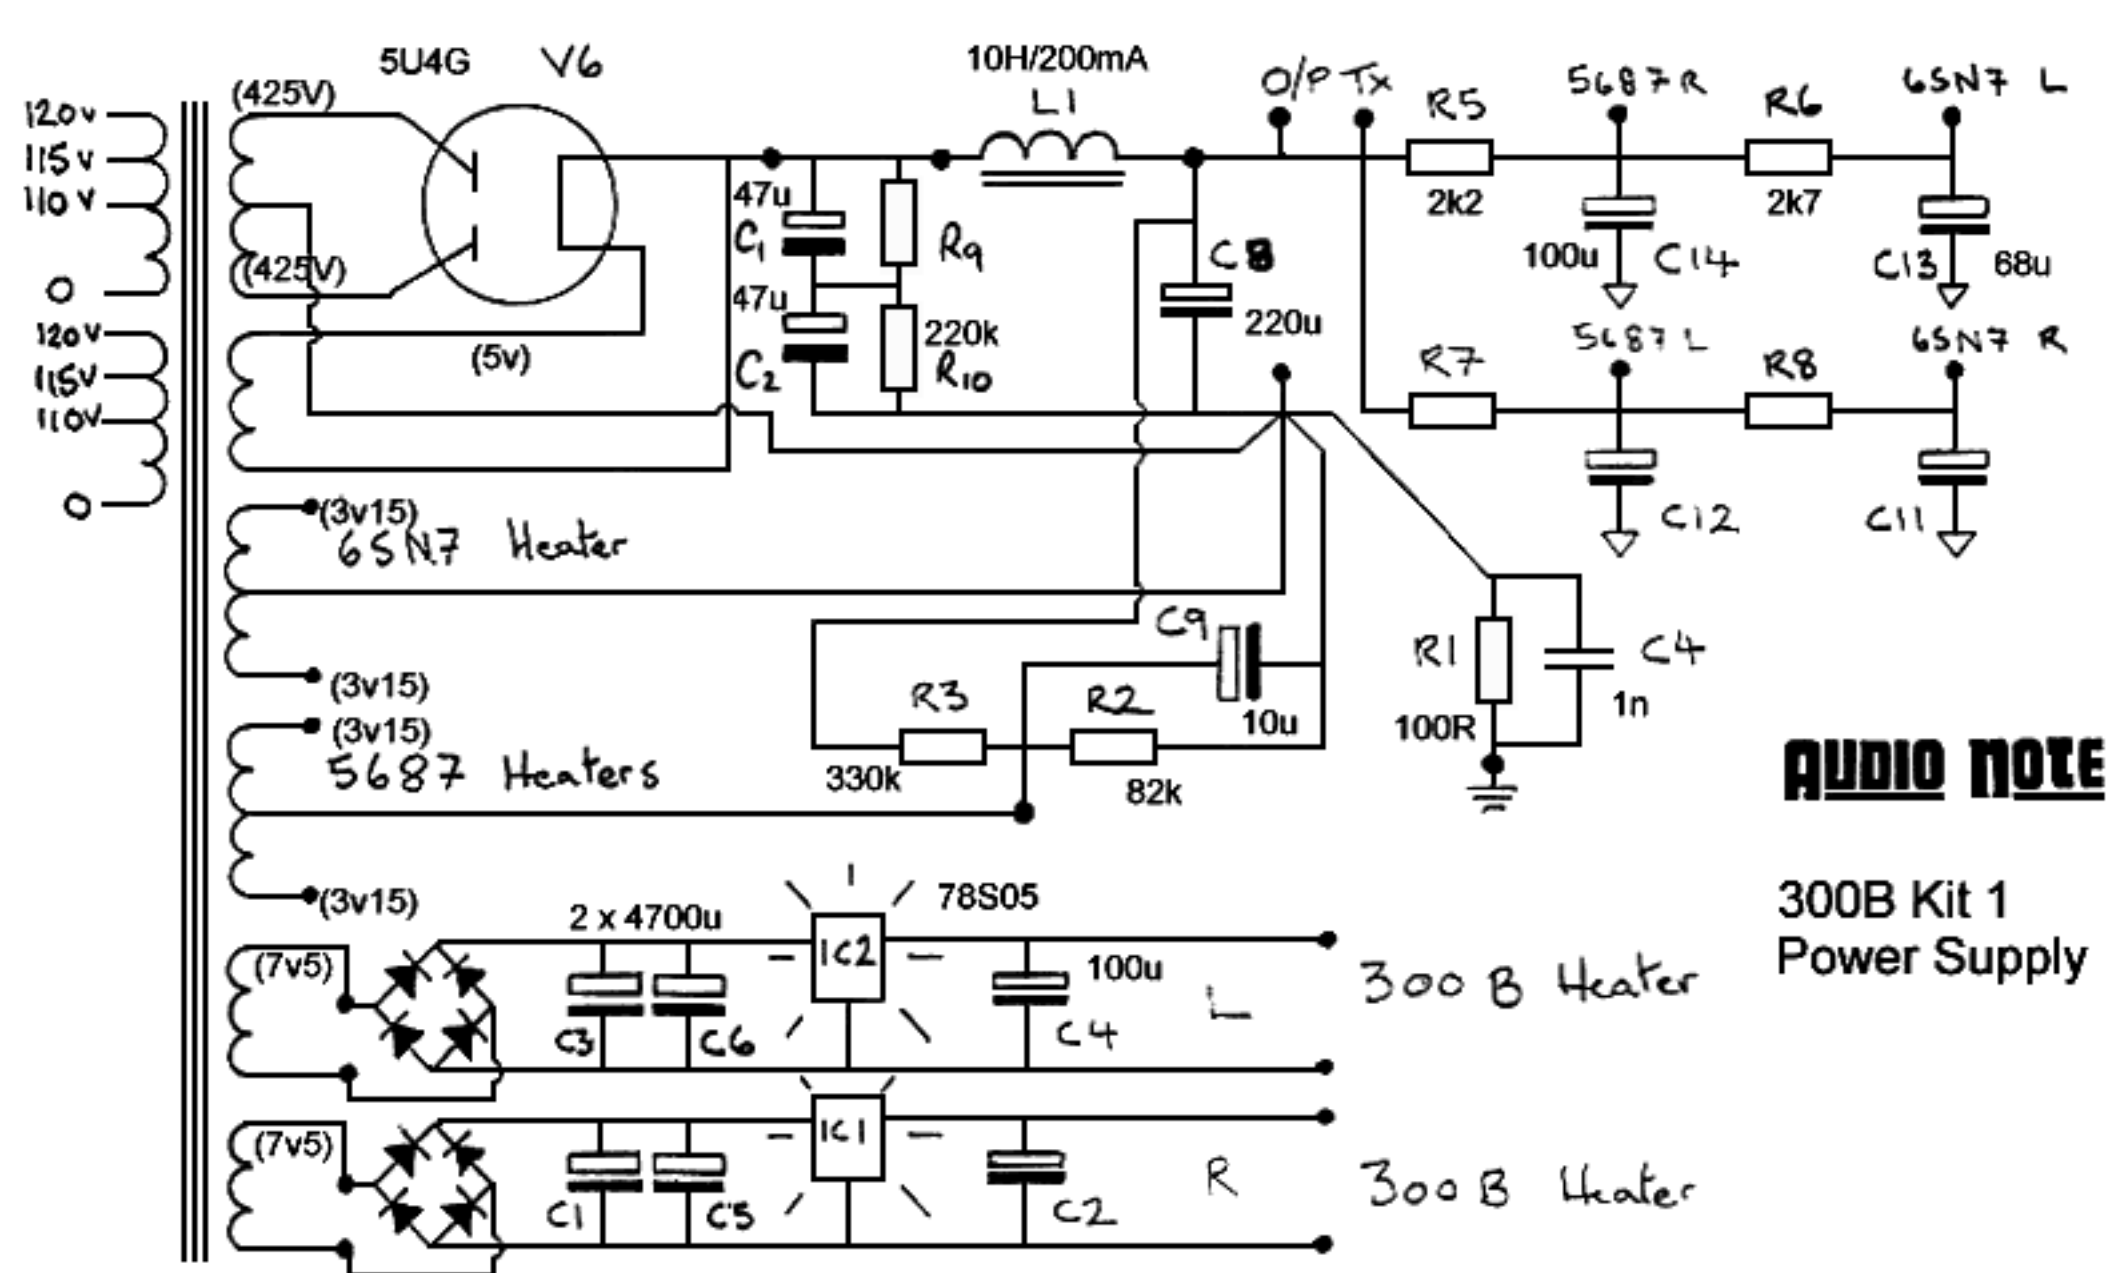 5U4G V6
10H/200mA
L1
O/P Tx
R5
5687 R
R6
6SN7 L
(425V)
120v
115v
110v
0
(425V)
47u
C1
R9
47u
C2
220k
R10
C8
220u
2k2
100u
C14
2k7
C13
68u
120v
115v
110v
0
(5v)
R7
5687 L
R8
6SN7 R
C12
C11
(3v15)
6SN7 Heater
(3v15)
(3v15)
5687 Heaters
(3v15)
C9
10u
R3
330k
R2
82k
R1
100R
C4
1n
AUDIO NOTE
300B Kit 1
Power Supply
(7v5)
2 x 4700u
C3
C6
IC2
78S05
100u
C4
L
300B Heater
(7v5)
C1
C5
IC1
C2
R
300B Heater